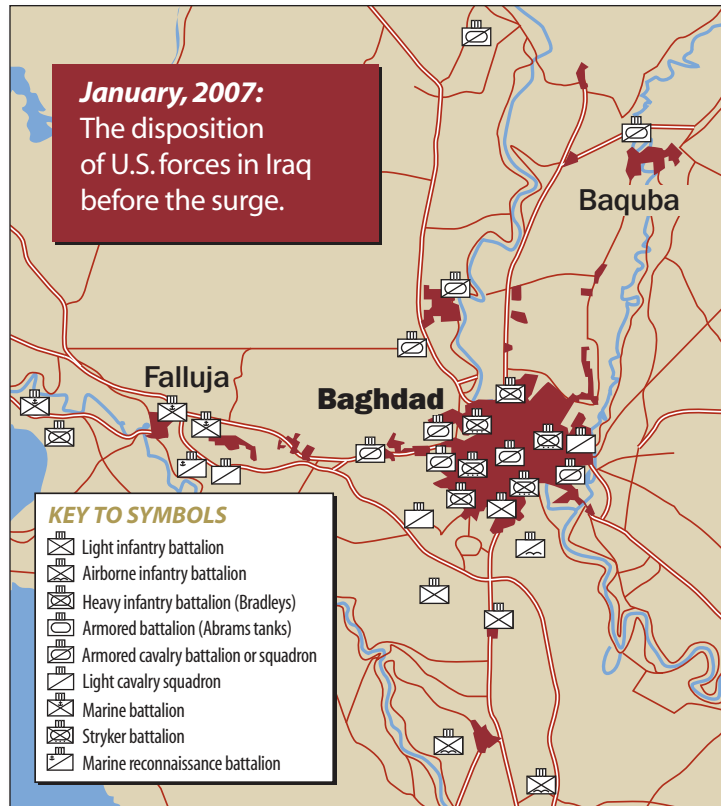 January, 2007:
The disposition
of U.S. forces in Iraq
before the surge.
Baquba
Falluja
Baghdad
KEY TO SYMBOLS
Light infantry battalion
Airborne infantry battalion
Heavy infantry battalion (Bradleys)
Armored battalion (Abrams tanks)
Armored cavalry battalion or squadron
Light cavalry squadron
Marine battalion
Stryker battalion
Marine reconnaissance battalion